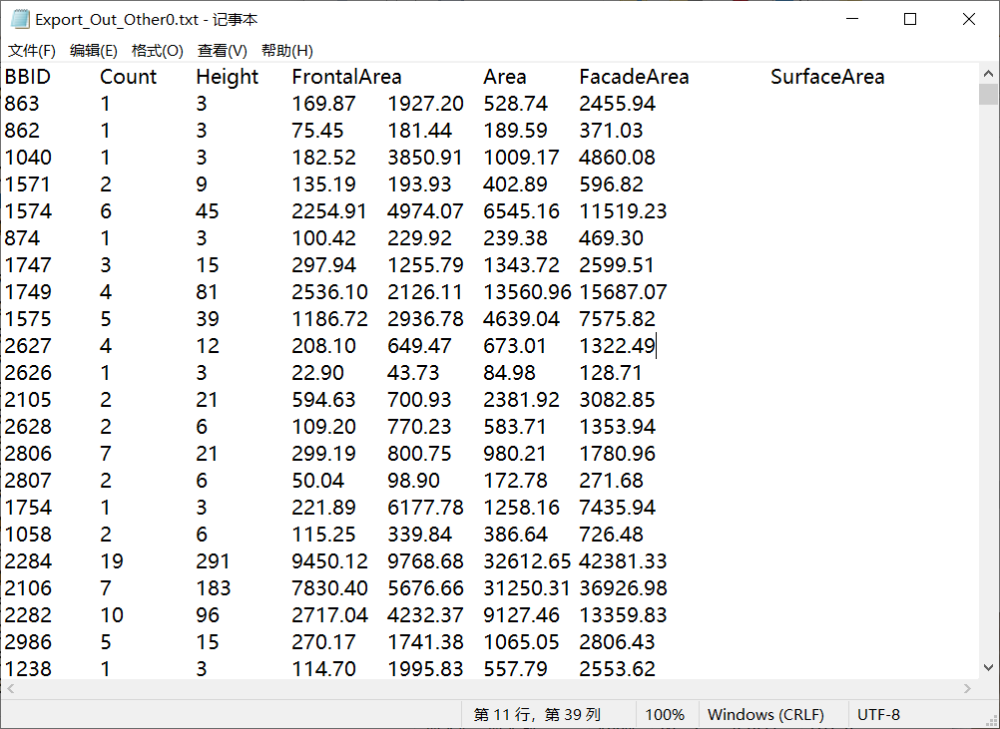 Export_Out_Other0.txt - 记事本
文件(F) 编辑(E) 格式(O) 查看(V) 帮助(H)
BBID Count Height FrontalArea Area FacadeArea SurfaceArea
863 1 3 169.87 1927.20 528.74 2455.94
862 1 3 75.45 181.44 189.59 371.03
1040 1 3 182.52 3850.91 1009.17 4860.08
1571 2 9 135.19 193.93 402.89 596.82
1574 6 45 2254.91 4974.07 6545.16 11519.23
874 1 3 100.42 229.92 239.38 469.30
1747 3 15 297.94 1255.79 1343.72 2599.51
1749 4 81 2536.10 2126.11 13560.96 15687.07
1575 5 39 1186.72 2936.78 4639.04 7575.82
2627 4 12 208.10 649.47 673.01 1322.49
2626 1 3 22.90 43.73 84.98 128.71
2105 2 21 594.63 700.93 2381.92 3082.85
2628 2 6 109.20 770.23 583.71 1353.94
2806 7 21 299.19 800.75 980.21 1780.96
2807 2 6 50.04 98.90 172.78 271.68
1754 1 3 221.89 6177.78 1258.16 7435.94
1058 2 6 115.25 339.84 386.64 726.48
2284 19 291 9450.12 9768.68 32612.65 42381.33
2106 7 183 7830.40 5676.66 31250.31 36926.98
2282 10 96 2717.04 4232.37 9127.46 13359.83
2986 5 15 270.17 1741.38 1065.05 2806.43
1238 1 3 114.70 1995.83 557.79 2553.62
第 11 行，第 39 列 100% Windows (CRLF) UTF-8